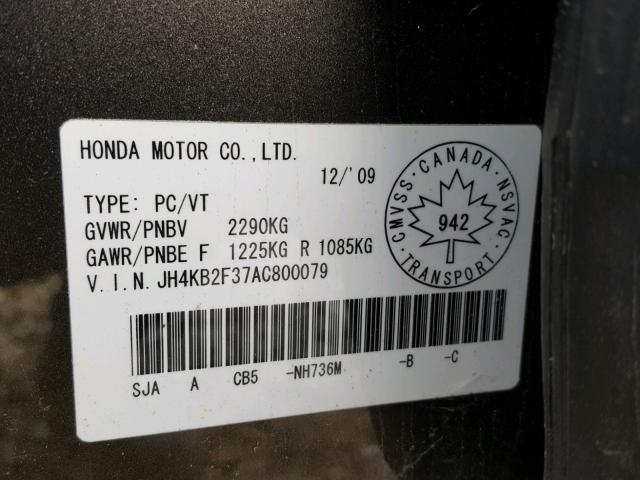 HONDA MOTOR CO.,LTD.
12/'09
TYPE: PC/VT
GVWR/PNBV 2290KG
GAWR/PNBE F 1225KG R 1085KG
V.I.N.JH4KB2F37AC800079
SJA A CB5 -NH736M -B -C
CMVSS·CANADA·NSVAC
942
TRANSPORT